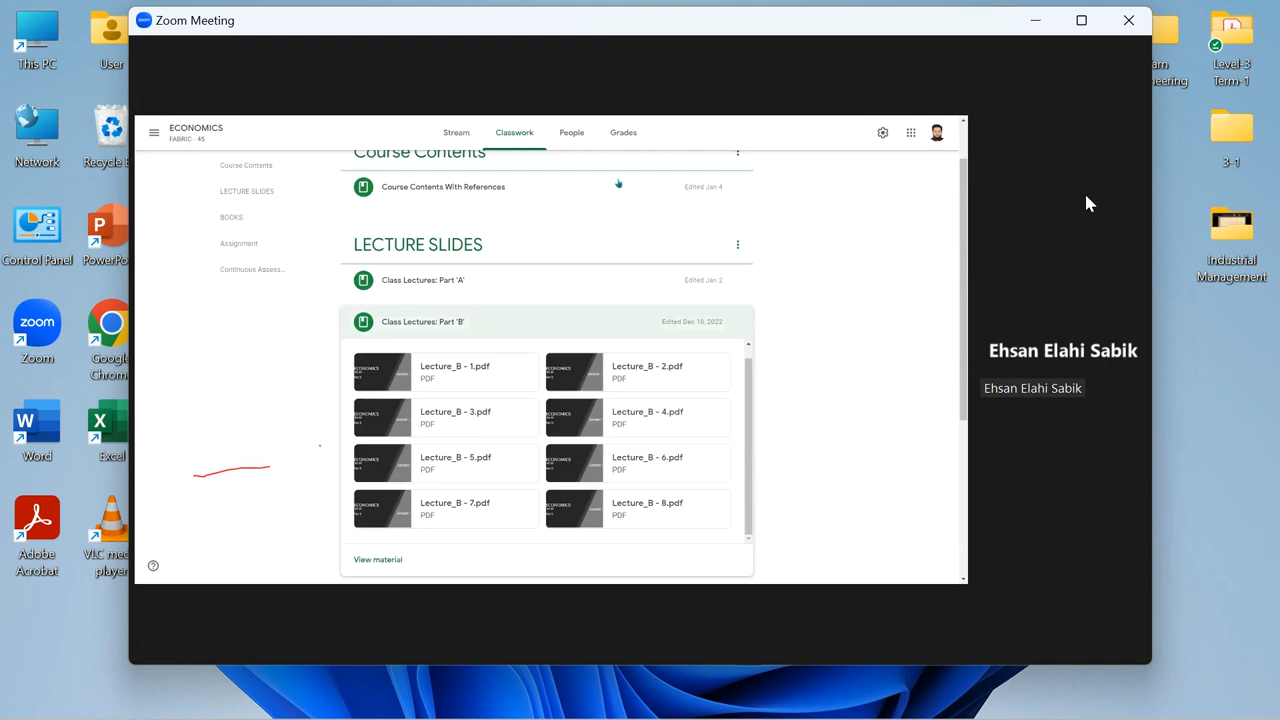 This PC
User
Network
Recycle B
Control Panel
PowerPo
Zoom
Google
Chrome
Word
Excel
Adobe
Acrobat
VLC med
player
zoom
Zoom Meeting
ECONOMICS
FABRIC · 45
Stream
Classwork
People
Grades
Course Contents
LECTURE SLIDES
BOOKS
Assignment
Continuous Assess...
Course Contents
Course Contents With References
Edited Jan 4
LECTURE SLIDES
Class Lectures: Part 'A'
Edited Jan 2
Class Lectures: Part 'B'
Edited Dec 10, 2022
Lecture_B - 1.pdf
PDF
Lecture_B - 2.pdf
PDF
Lecture_B - 3.pdf
PDF
Lecture_B - 4.pdf
PDF
Lecture_B - 5.pdf
PDF
Lecture_B - 6.pdf
PDF
Lecture_B - 7.pdf
PDF
Lecture_B - 8.pdf
PDF
View material
Ehsan Elahi Sabik
Ehsan Elahi Sabik
arn
ineering
Level-3
Term-1
3-1
Industrial
Management